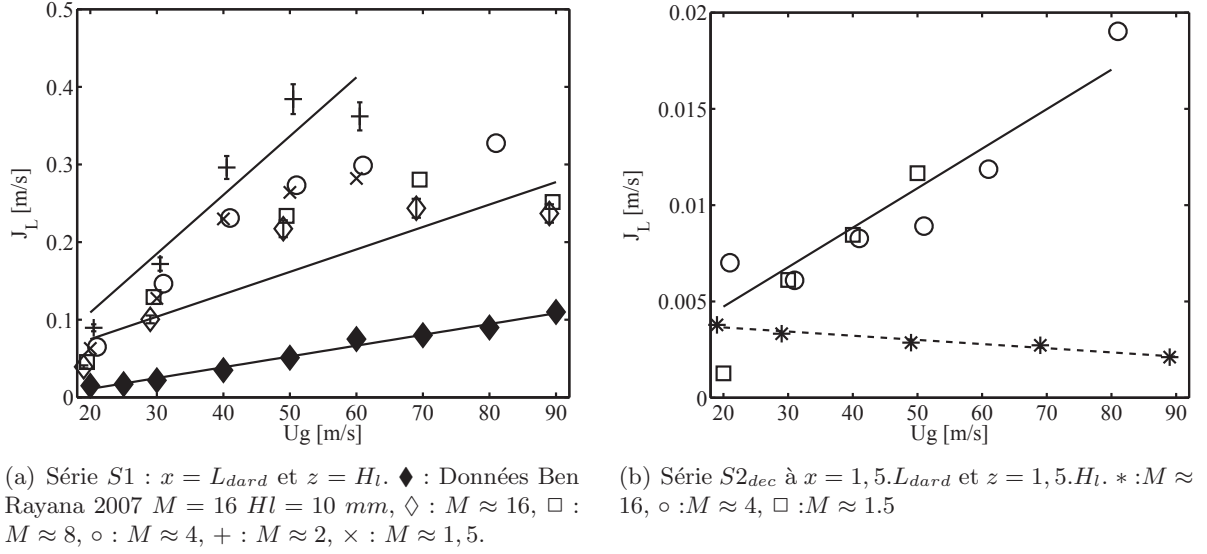 0.5
0.4
0.3
0.2
0.1
0
J_L [m/s]
20 30 40 50 60 70 80 90
Ug [m/s]
0.02
0.015
0.01
0.005
0
J_L [m/s]
20 30 40 50 60 70 80 90
Ug [m/s]
(a) Série S1 : x = L_dard et z = H_l. ♦ : Données Ben
Rayana 2007 M = 16 Hl = 10 mm, ◇ : M ≈ 16, □ :
M ≈ 8, ○ : M ≈ 4, + : M ≈ 2, × : M ≈ 1, 5.
(b) Série S2_dec à x = 1, 5.L_dard et z = 1, 5.H_l. * :M ≈
16, ○ :M ≈ 4, □ :M ≈ 1.5